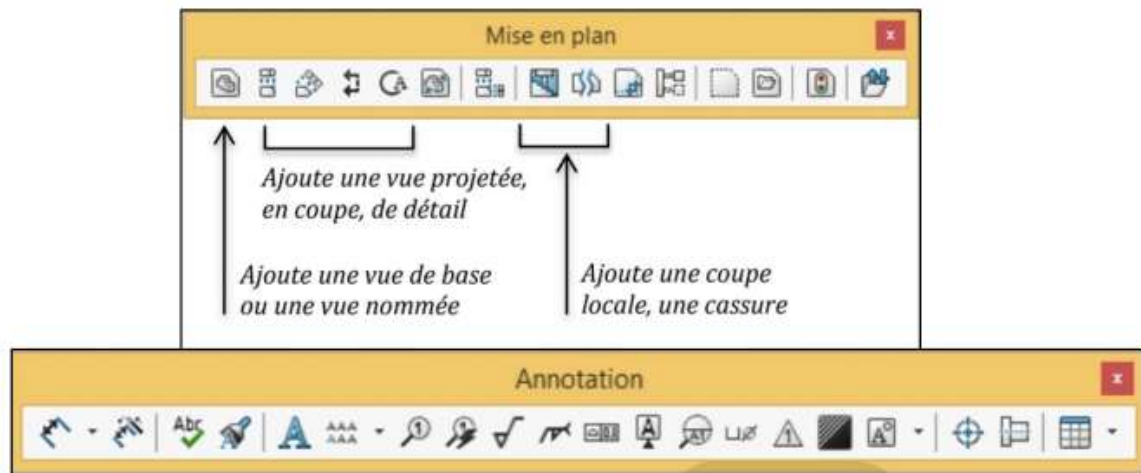 Mise en plan
Ajoute une vue projetée,
en coupe, de détail
Ajoute une vue de base
ou une vue nommée
Ajoute une coupe
locale, une cassure
Annotation
Abc